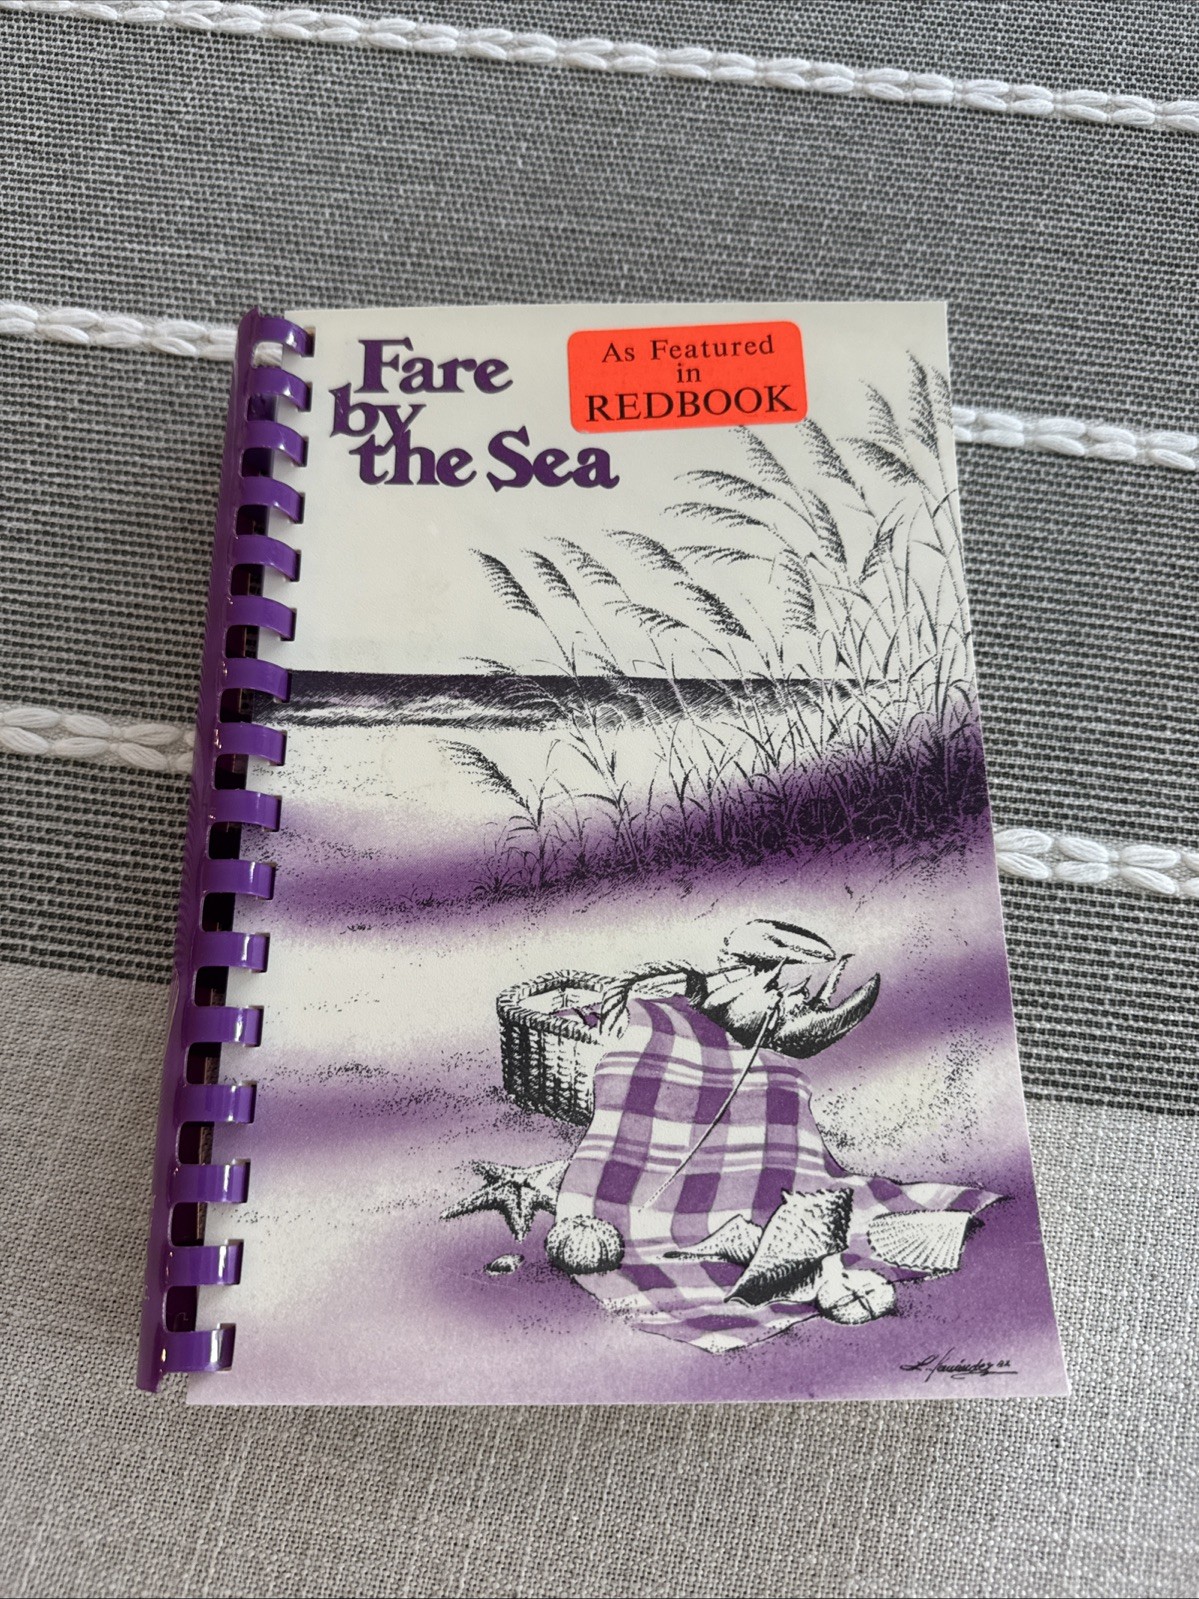 Fare
by
the Sea
As Featured
in
REDBOOK